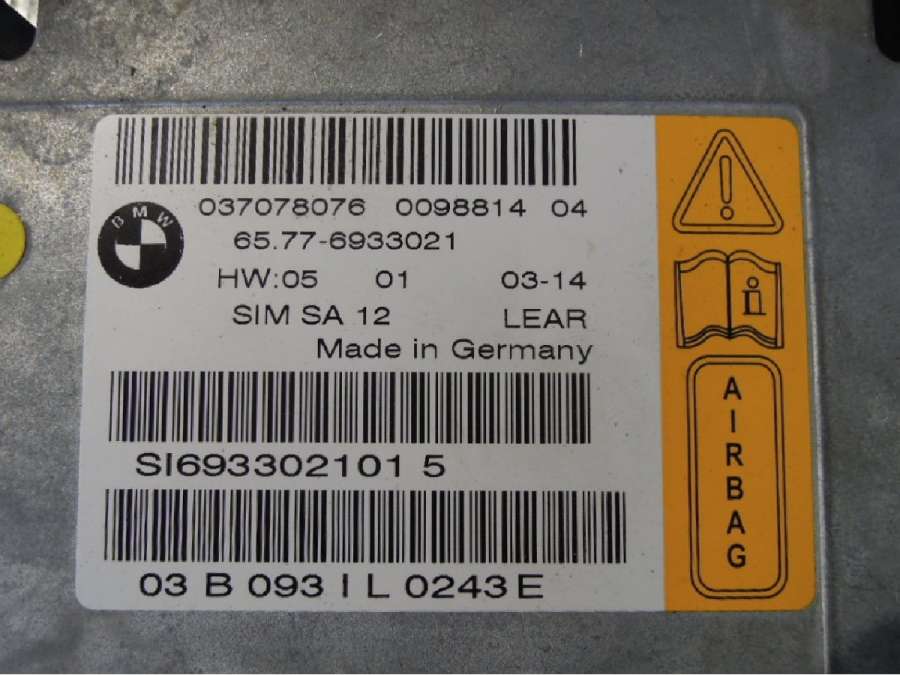 037078076 0098814 04
BMW
65.77-6933021
HW:05 01 03-14
SIM SA 12 LEAR
Made in Germany
SI693302101 5
03 B 093 I L 0243 E
i
AIRBAG